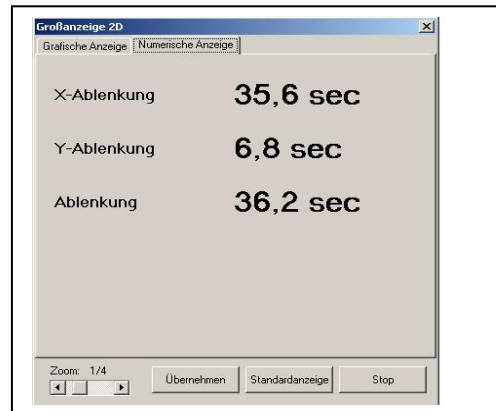 Großanzeige 2D
Grafische Anzeige Numerische Anzeige
X-Ablenkung 35,6 sec
Y-Ablenkung 6,8 sec
Ablenkung 36,2 sec
Zoom: 1/4
Übernehmen Standardanzeige Stop